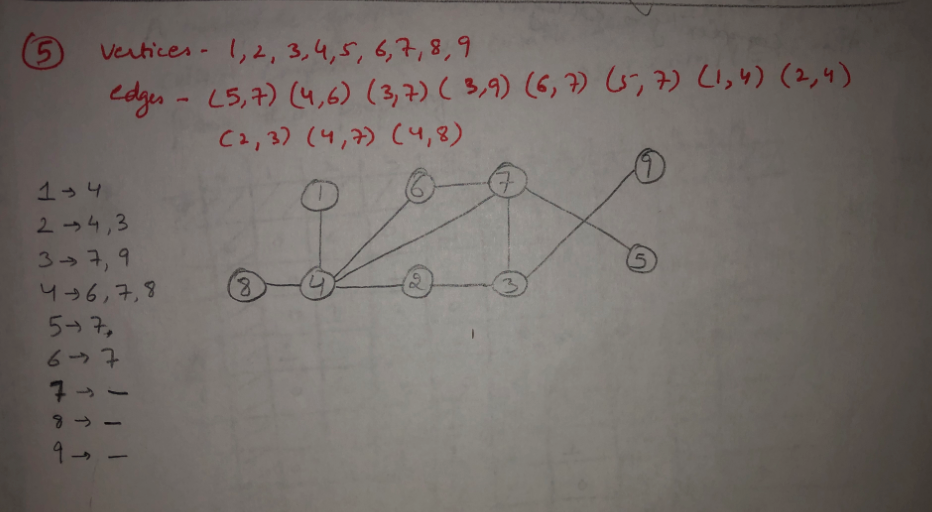 5 Vertices - 1, 2, 3, 4, 5, 6, 7, 8, 9
edges - (5,7) (4,6) (3,7) (3,9) (6,7) (5,7) (1,4) (2,4)
(2,3) (4,7) (4,8)
1 → 4
2 → 4, 3
3 → 7, 9
4 → 6, 7, 8
5 → 7,
6 → 7
7 → -
8 → -
9 → -
1 6 7 9
8 4 2 3 5